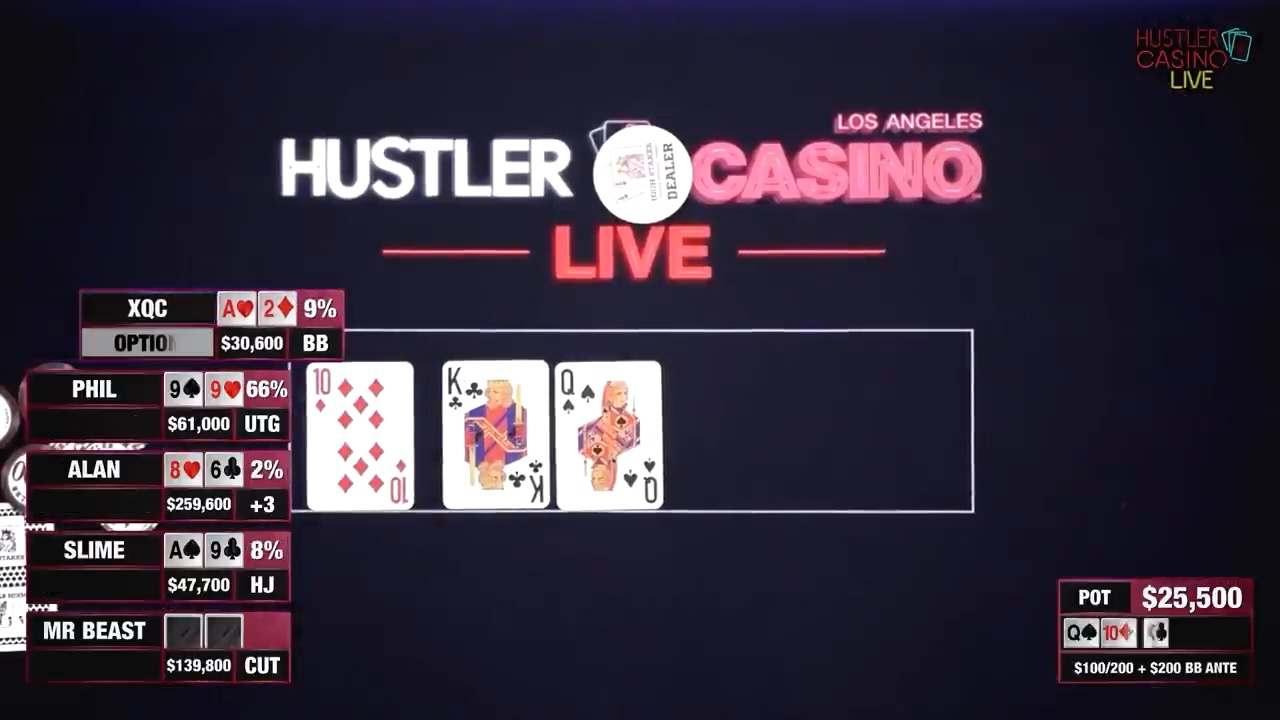 HUSTLER
CASINO
LIVE
LOS ANGELES
HUSTLER CASINO
HIGH STAKES
DEALER
LIVE
XQC A♥ 2♦ 9%
OPTIO $30,600 BB
PHIL 9♠ 9♥ 66%
$61,000 UTG
ALAN 8♥ 6♣ 2%
$259,600 +3
SLIME A♠ 9♣ 8%
$47,700 HJ
MR BEAST
$139,800 CUT
10 K Q
10 K Q
POT $25,500
Q♠ 10♦
$100/200 + $200 BB ANTE